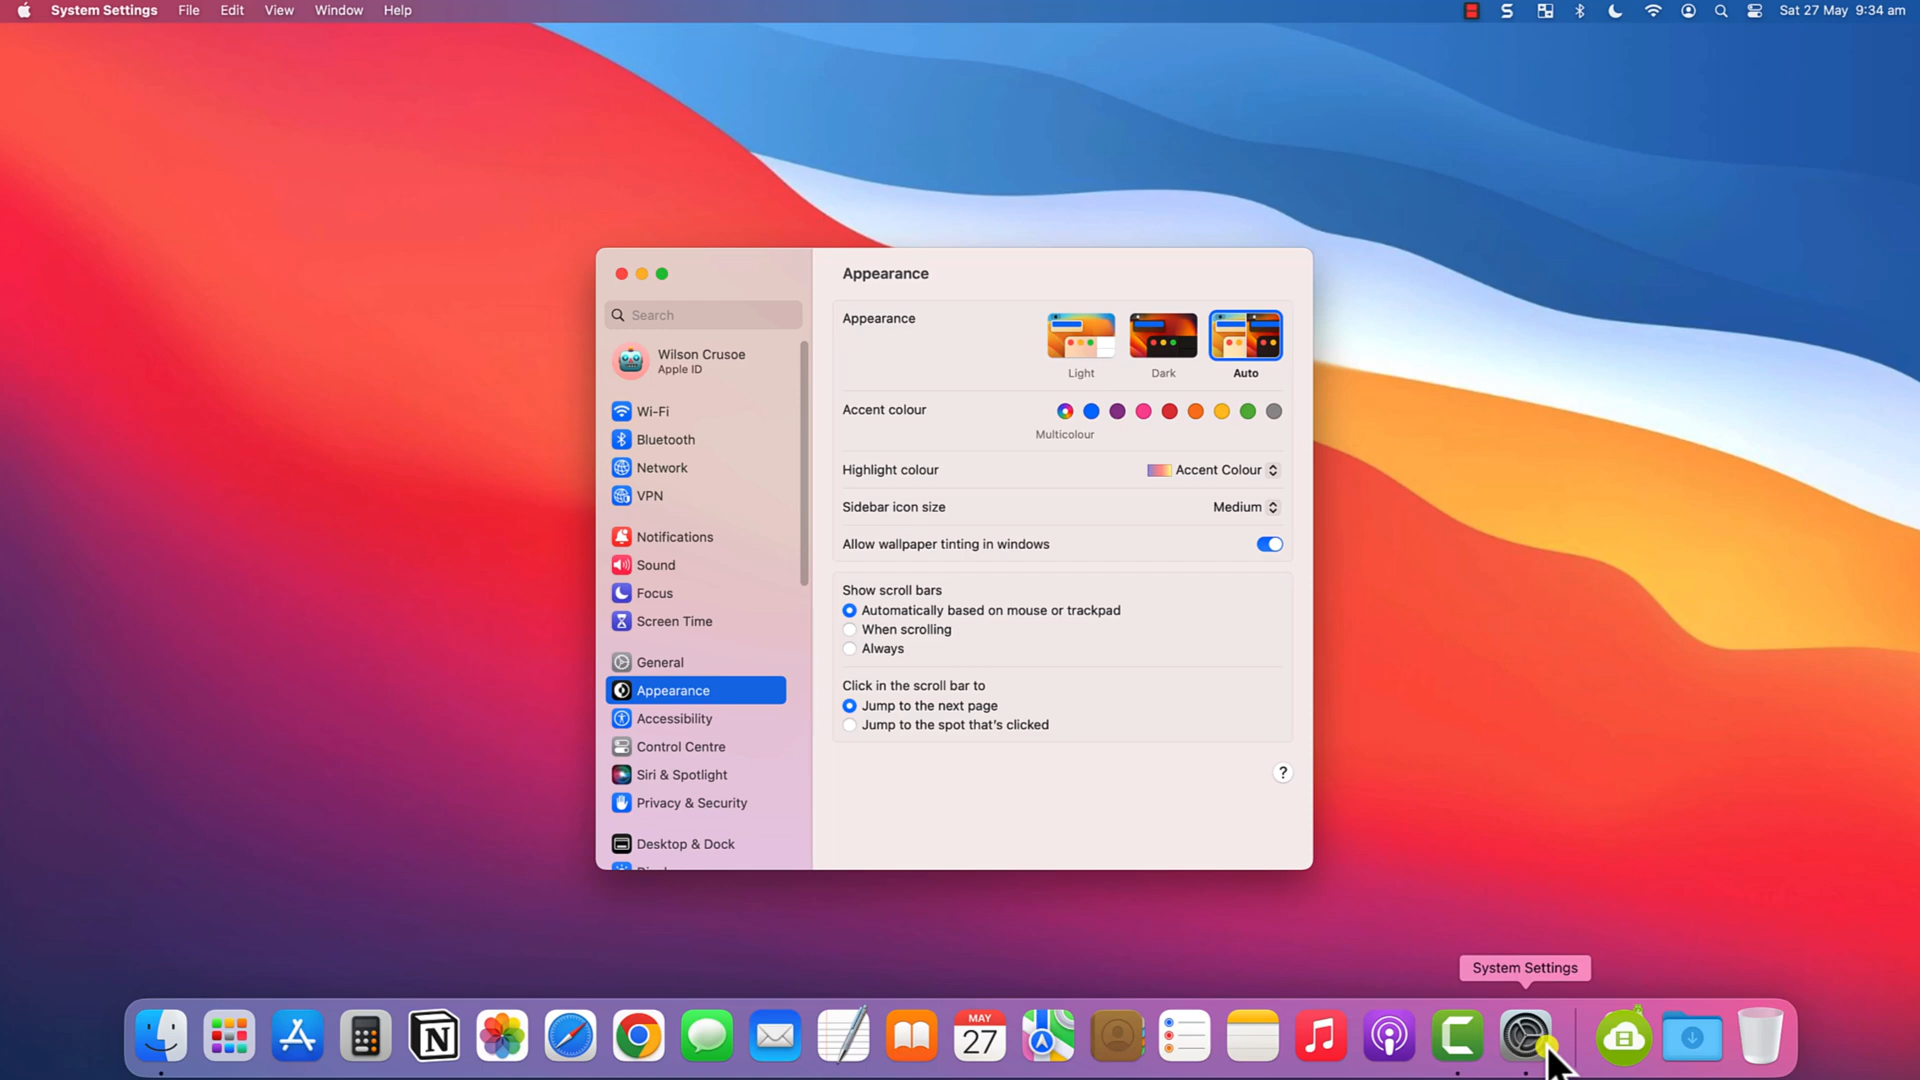 System Settings File Edit View Window Help
Sat 27 May 9:34 am
Search
Wilson Crusoe
Apple ID
Wi-Fi
Bluetooth
Network
VPN
Notifications
Sound
Focus
Screen Time
General
Appearance
Accessibility
Control Centre
Siri & Spotlight
Privacy & Security
Desktop & Dock
Appearance
Appearance
Light
Dark
Auto
Accent colour
Multicolour
Highlight colour
Accent Colour
Sidebar icon size
Medium
Allow wallpaper tinting in windows
Show scroll bars
Automatically based on mouse or trackpad
When scrolling
Always
Click in the scroll bar to
Jump to the next page
Jump to the spot that's clicked
?
System Settings
MAY
27